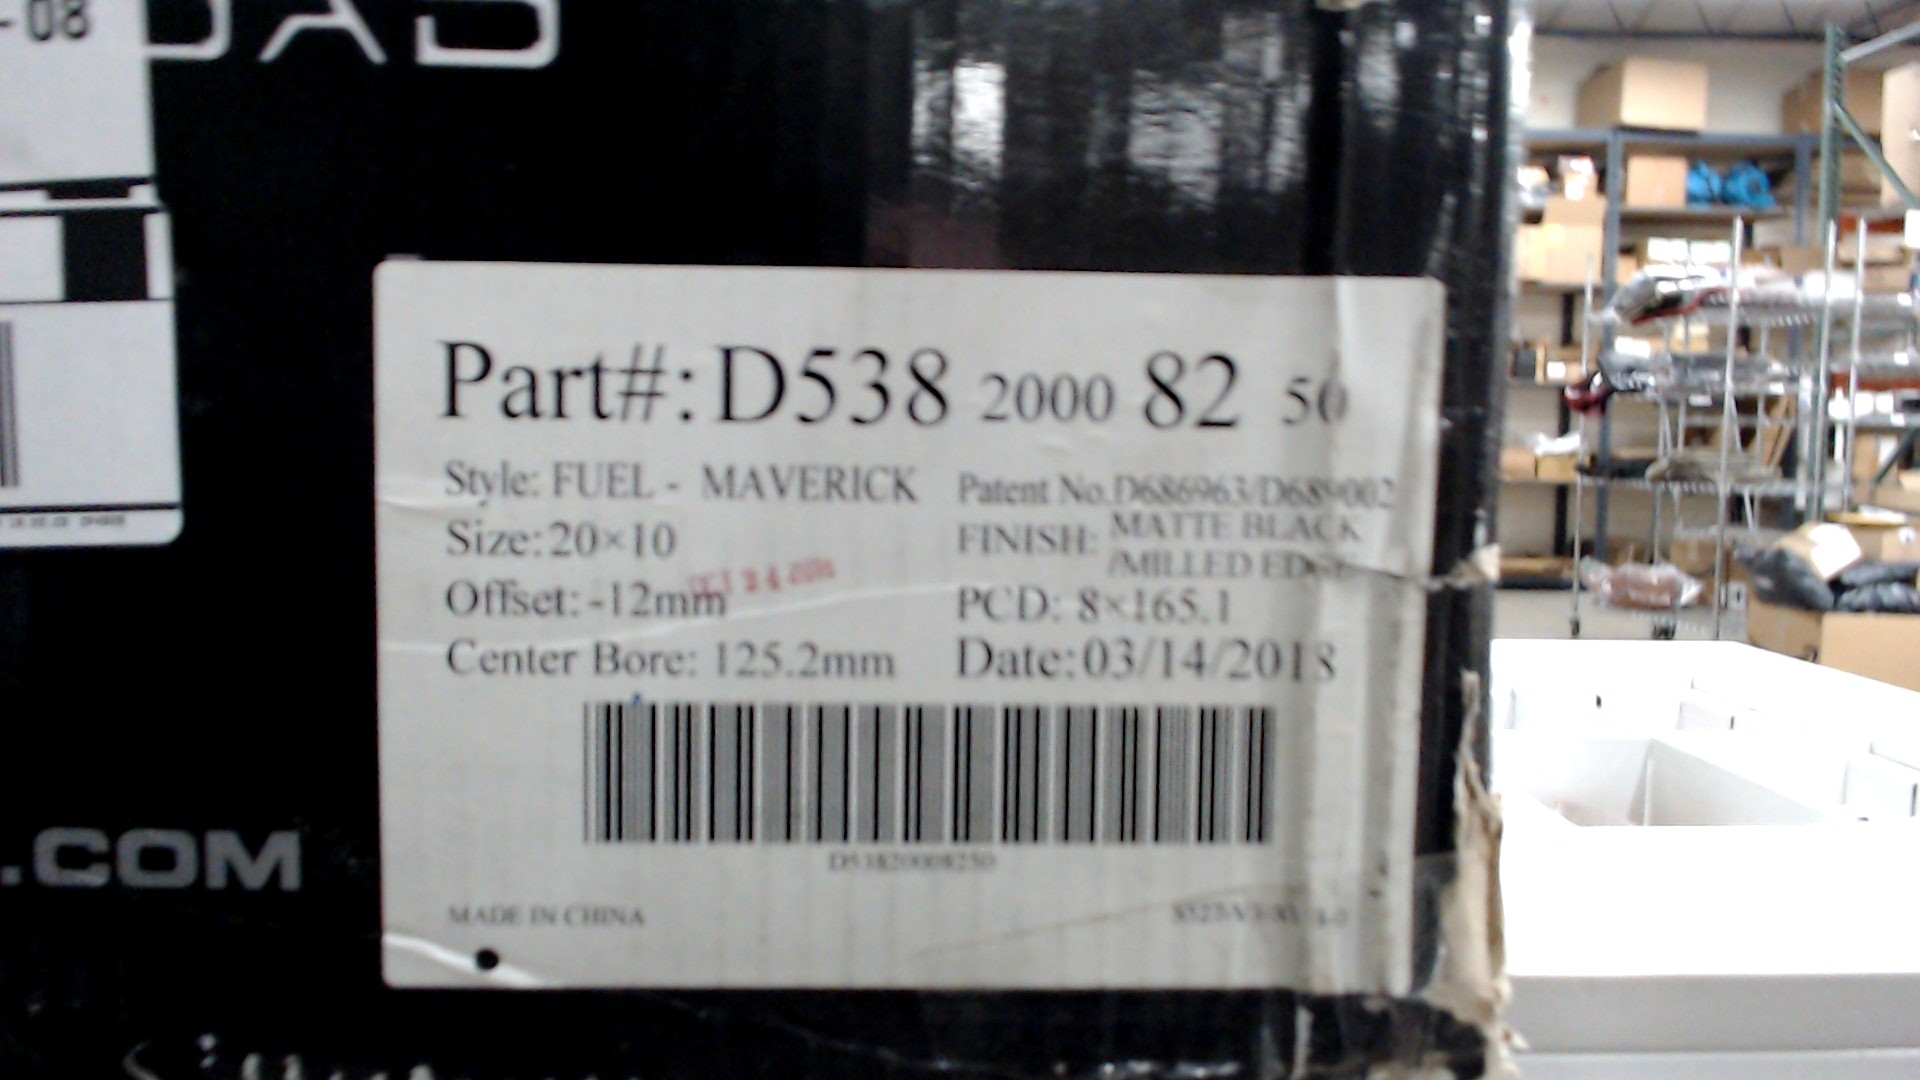 -08
Part#: D538 2000 82 50
Style: FUEL - MAVERICK
Patent No.D686963/D689002
Size: 20×10
FINISH: MATTE BLACK
/MILLED EDGE
Offset: -12mm
PCD: 8×165.1
Center Bore: 125.2mm
Date: 03/14/2018
D53820008250
MADE IN CHINA
.COM